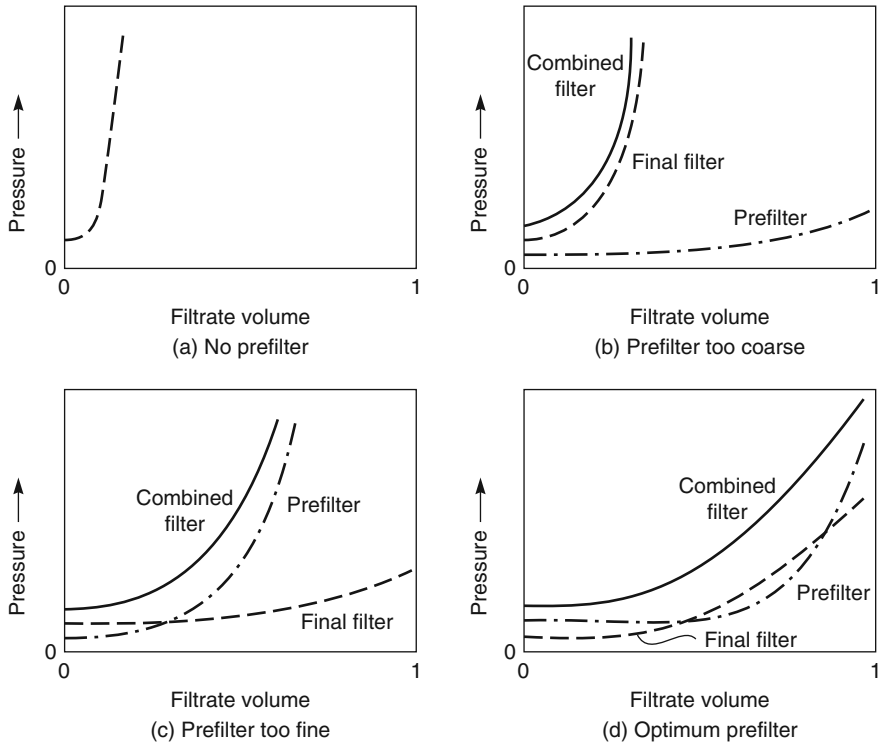 Pressure
0
0
1
Filtrate volume
(a) No prefilter
Combined
filter
Final filter
Prefilter
Pressure
0
0
1
Filtrate volume
(b) Prefilter too coarse
Combined
filter
Prefilter
Final filter
Pressure
0
0
1
Filtrate volume
(c) Prefilter too fine
Combined
filter
Prefilter
Final filter
Pressure
0
0
1
Filtrate volume
(d) Optimum prefilter